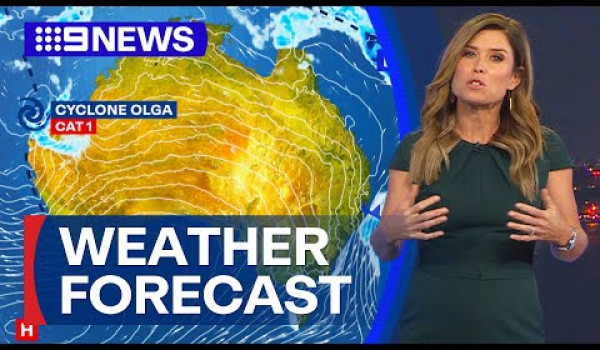 9NEWS
CYCLONE OLGA
CAT 1
WEATHER
FORECAST
H